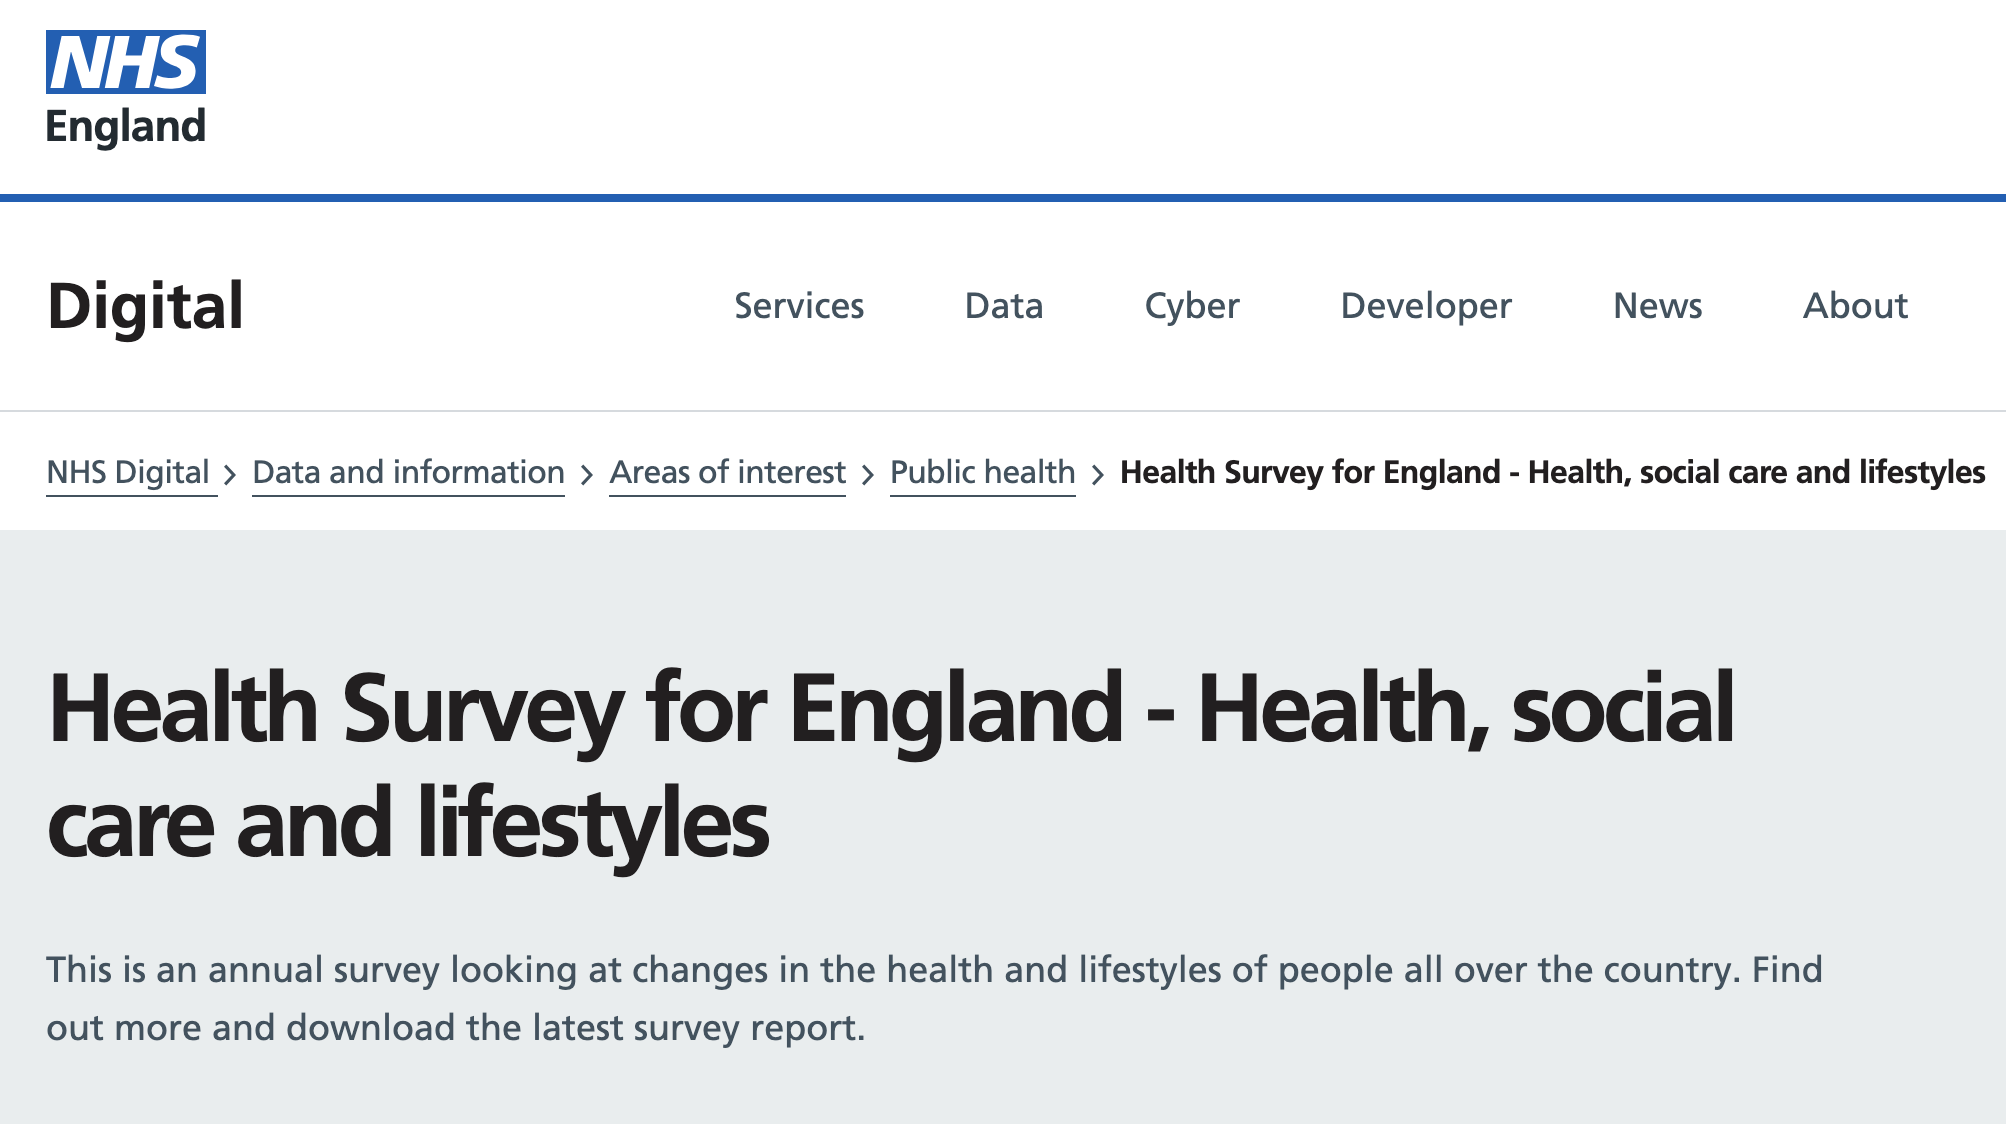 NHS
England
Digital
Services Data Cyber Developer News About
NHS Digital > Data and information > Areas of interest > Public health > Health Survey for England - Health, social care and lifestyles
Health Survey for England - Health, social
care and lifestyles
This is an annual survey looking at changes in the health and lifestyles of people all over the country. Find
out more and download the latest survey report.